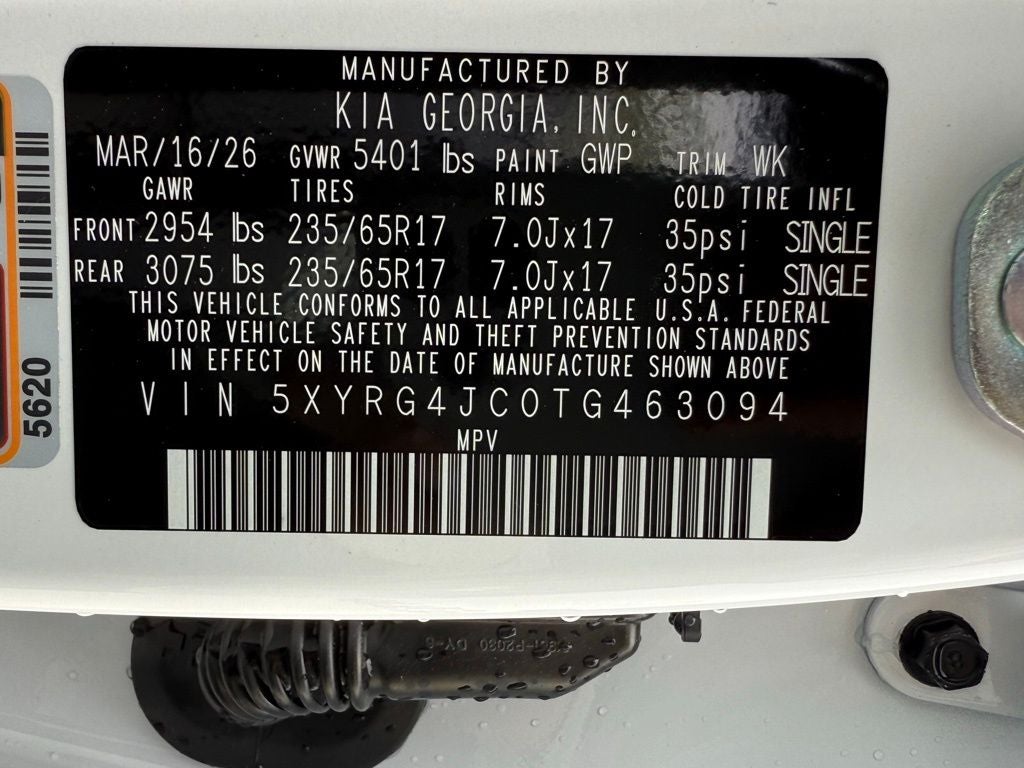 MANUFACTURED BY
KIA GEORGIA, INC.
MAR/16/26 GVWR 5401 lbs PAINT GWP TRIM WK
GAWR TIRES RIMS COLD TIRE INFL
FRONT 2954 lbs 235/65R17 7.0Jx17 35psi SINGLE
REAR 3075 lbs 235/65R17 7.0Jx17 35psi SINGLE
THIS VEHICLE CONFORMS TO ALL APPLICABLE U.S.A. FEDERAL
MOTOR VEHICLE SAFETY AND THEFT PREVENTION STANDARDS
IN EFFECT ON THE DATE OF MANUFACTURE SHOWN ABOVE
VIN 5XYRG4JC0TG463094
MPV
5620
DY-6